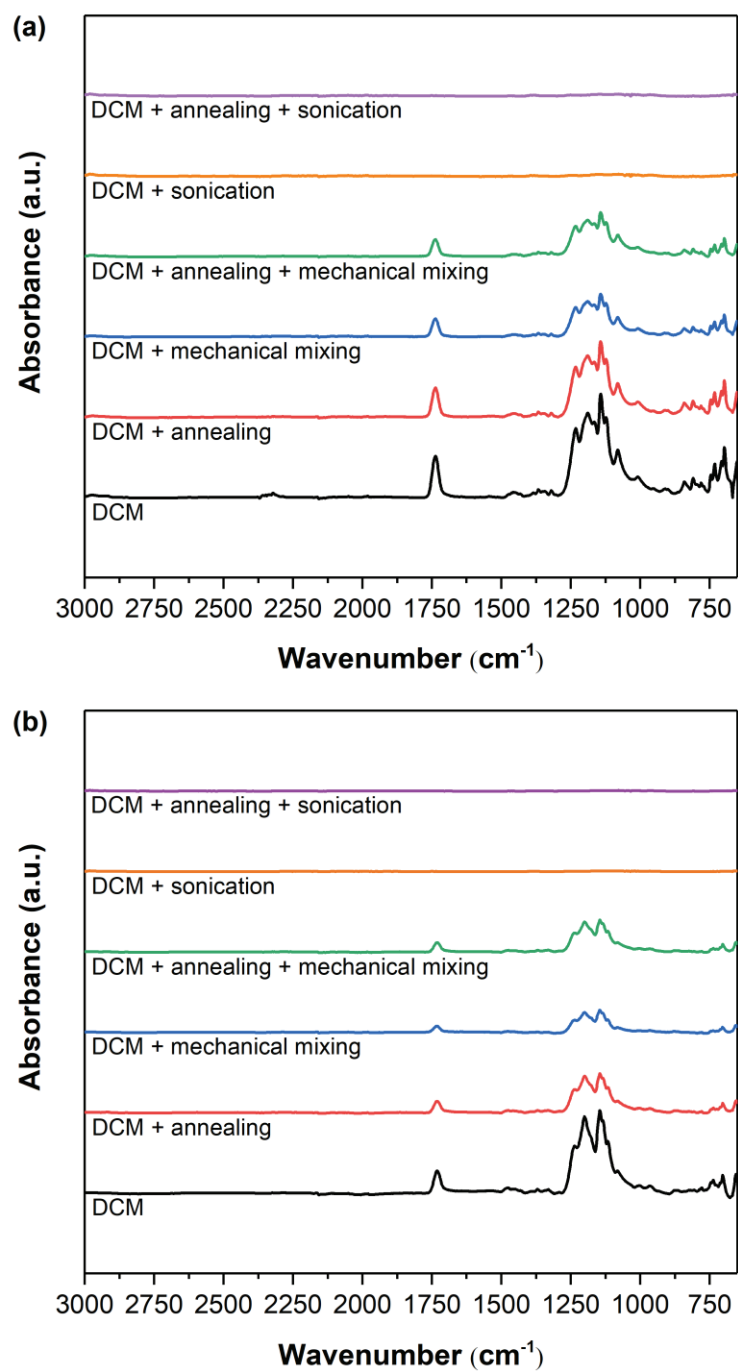 (a)
DCM + annealing + sonication
DCM + sonication
DCM + annealing + mechanical mixing
DCM + mechanical mixing
DCM + annealing
DCM
Absorbance (a.u.)
3000 2750 2500 2250 2000 1750 1500 1250 1000 750
Wavenumber (cm⁻¹)
(b)
DCM + annealing + sonication
DCM + sonication
DCM + annealing + mechanical mixing
DCM + mechanical mixing
DCM + annealing
DCM
Absorbance (a.u.)
3000 2750 2500 2250 2000 1750 1500 1250 1000 750
Wavenumber (cm⁻¹)